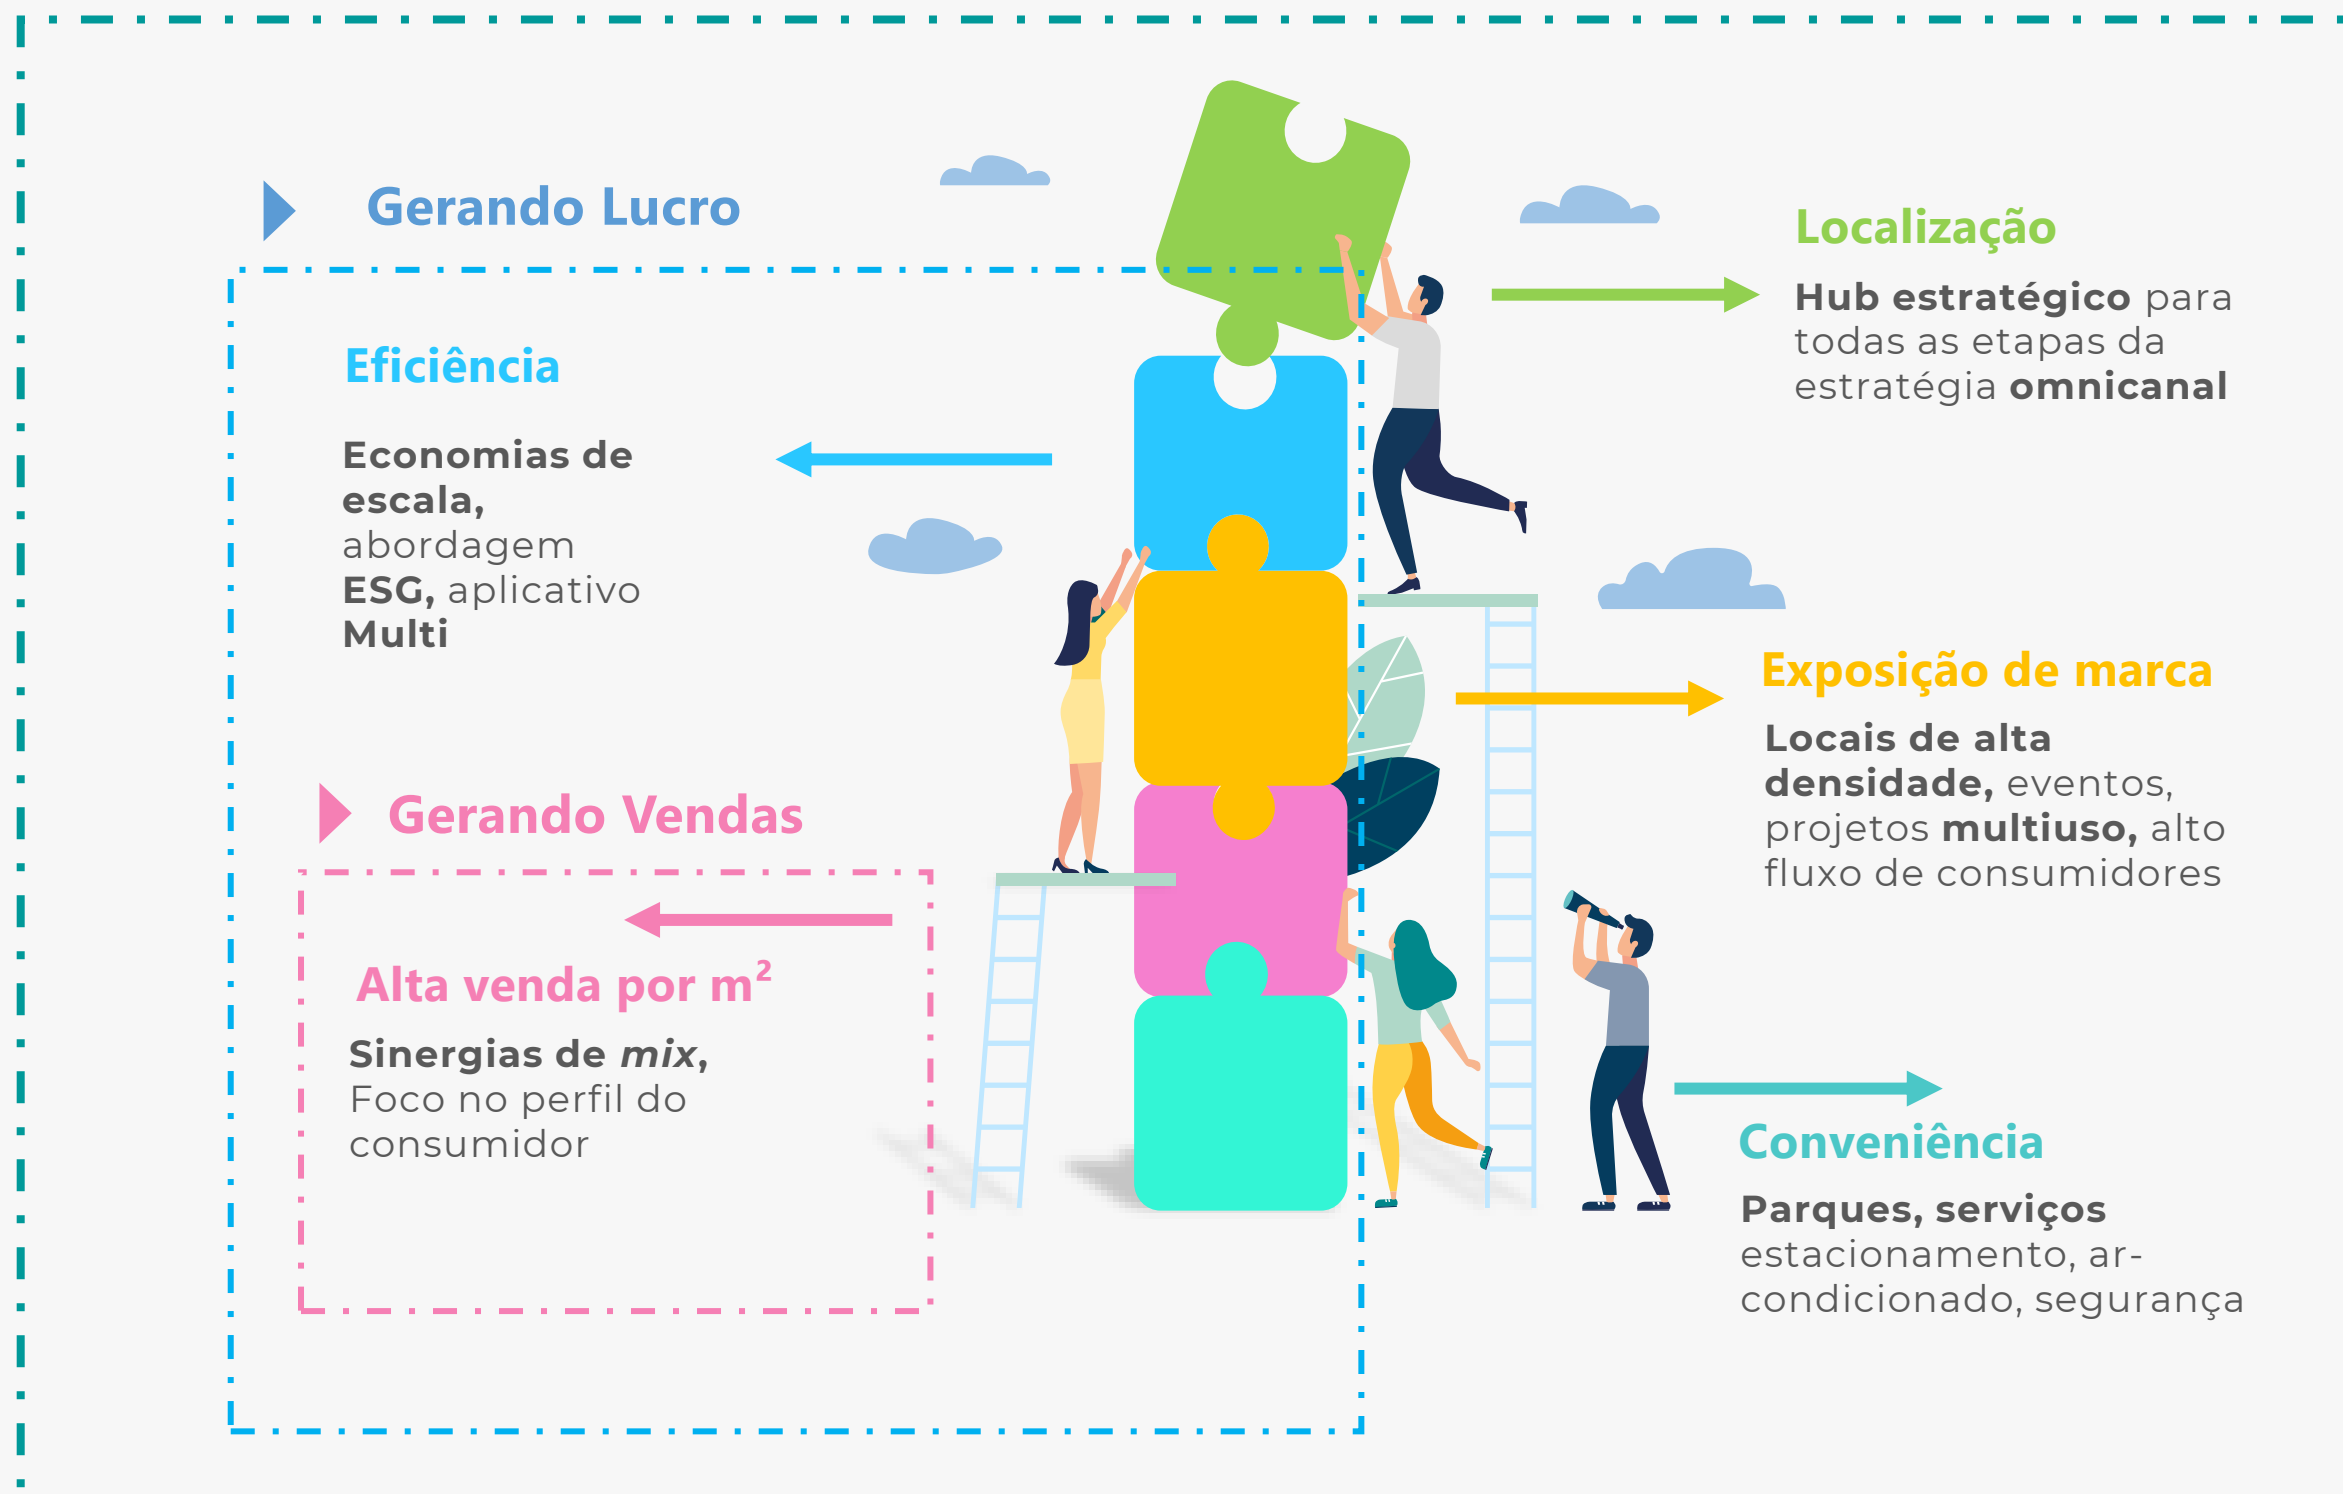 Gerando Lucro
Eficiência
Economias de
escala,
abordagem
ESG, aplicativo
Multi
Gerando Vendas
Alta venda por m²
Sinergias de mix,
Foco no perfil do
consumidor
Localização
Hub estratégico para
todas as etapas da
estratégia omnicanal
Exposição de marca
Locais de alta
densidade, eventos,
projetos multiuso, alto
fluxo de consumidores
Conveniência
Parques, serviços
estacionamento, ar-
condicionado, segurança